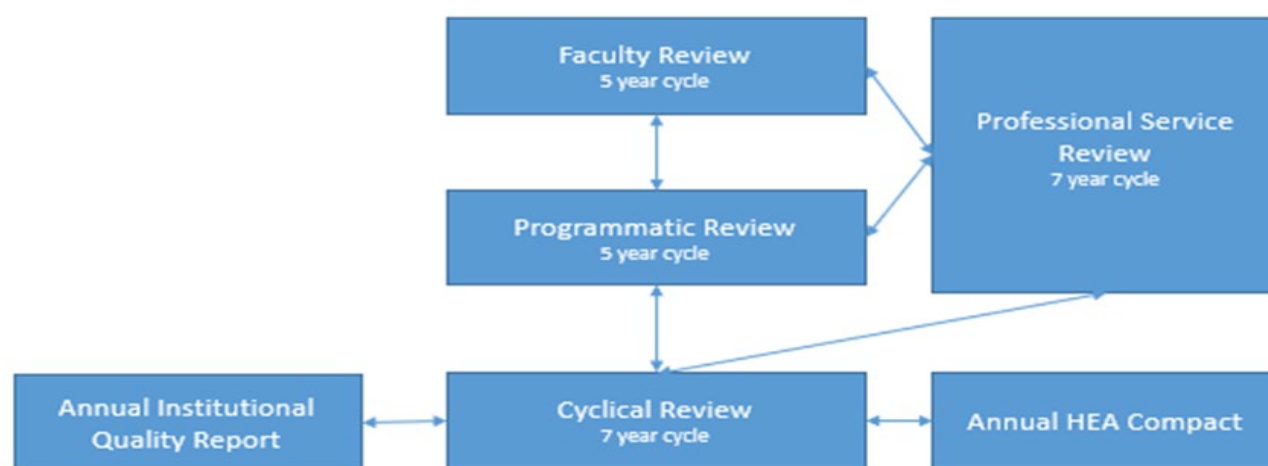 Faculty Review
5 year cycle
Professional Service
Review
7 year cycle
Programmatic Review
5 year cycle
Annual Institutional
Quality Report
Cyclical Review
7 year cycle
Annual HEA Compact